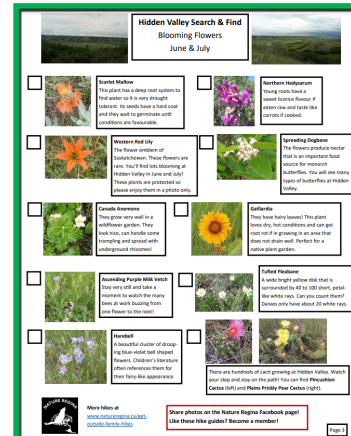 Hidden Valley Search & Find
Blooming Flowers
June & July
Scarlet Mallow
This plant has a deep root system to
find water so it is very drought
tolerant. Its seeds have a hard coat
and they wait to germinate until
conditions are favourable.
Northern Hedysarum
Young roots have a
sweet licorice flavour if
eaten raw and taste like
carrots if cooked.
Western Red Lily
The flower emblem of
Saskatchewan. These flowers are
rare. You'll find lots blooming at
Hidden Valley in June and July!
These plants are protected so
please enjoy them in a photo only.
Spreading Dogbane
The flowers produce nectar
that is an important food
source for monarch
butterflies. You will see many
types of butterflies at Hidden
Valley.
Canada Anemone
They grow very well in a
wildflower garden. They
look nice, can handle some
trampling and spread with
underground rhizomes!
Gaillardia
They have hairy leaves! This plant
loves dry, hot conditions and can get
root rot if growing in an area that
does not drain well. Perfect for a
native plant garden.
Ascending Purple Milk Vetch
Stay very still and take a
moment to watch the many
bees at work buzzing from
one flower to the next!
Tufted Fleabane
A wide bright yellow disk that is
surrounded by 40 to 100 short, petal-
like white rays. Can you count them?
Daisies only have about 20 white rays.
Harebell
A beautiful cluster of droop-
ing blue-violet bell shaped
flowers. Children's literature
often references them for
their fairy-like appearance.
There are hundreds of each growing at Hidden Valley. Watch
your step and stay on the path! You can find Pincushion
Cactus (left) and Plains Prickly Pear Cactus (right).
NATURE REGINA
More hikes at
www.natureregina.ca/get-
outside-family-hikes
Share photos on the Nature Regina Facebook page!
Like these hike guides? Become a member!
Page 3